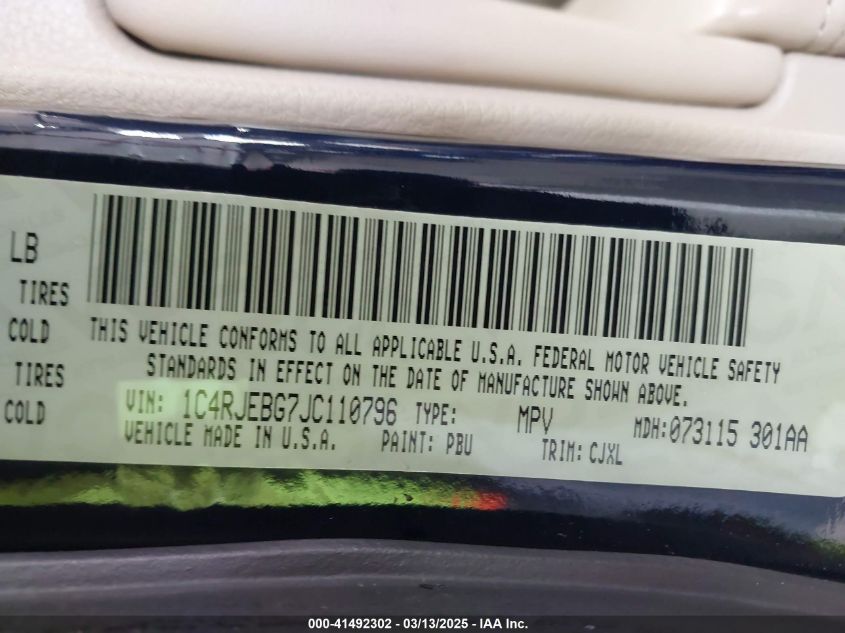 LB
TIRES
COLD
TIRES
COLD
THIS VEHICLE CONFORMS TO ALL APPLICABLE U.S.A. FEDERAL MOTOR VEHICLE SAFETY
STANDARDS IN EFFECT ON THE DATE OF MANUFACTURE SHOWN ABOVE.
VIN: 1C4RJEBG7JC110796 TYPE: MPV MDH:073115 301AA
VEHICLE MADE IN U.S.A. PAINT: PBU TRIM: CJXL
000-41492302 / 03/13/2025 - IAA Inc.